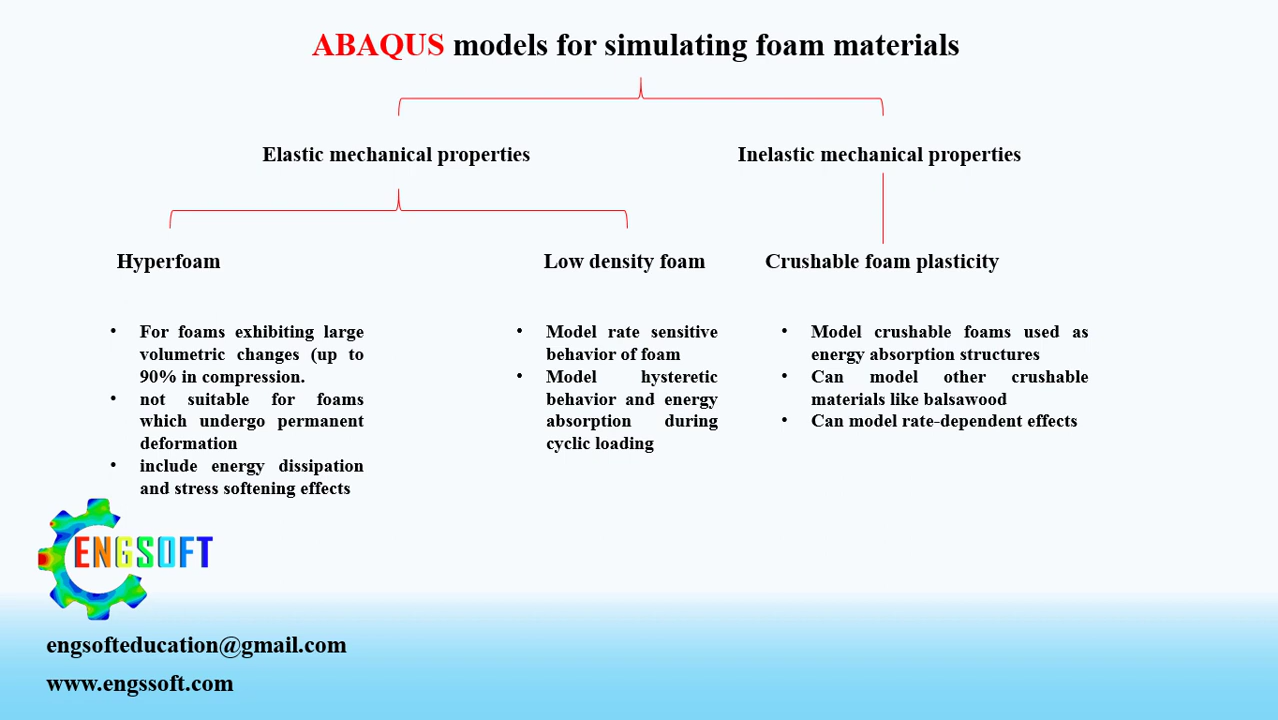 ABAQUS models for simulating foam materials
Elastic mechanical properties
Inelastic mechanical properties
Hyperfoam
Low density foam
Crushable foam plasticity
• For foams exhibiting large
volumetric changes (up to
90% in compression.
• not suitable for foams
which undergo permanent
deformation
• include energy dissipation
and stress softening effects
• Model rate sensitive
behavior of foam
• Model hysteretic
behavior and energy
absorption during
cyclic loading
• Model crushable foams used as
energy absorption structures
• Can model other crushable
materials like balsawood
• Can model rate-dependent effects
ENGSOFT
engsofteducation@gmail.com
www.engssoft.com